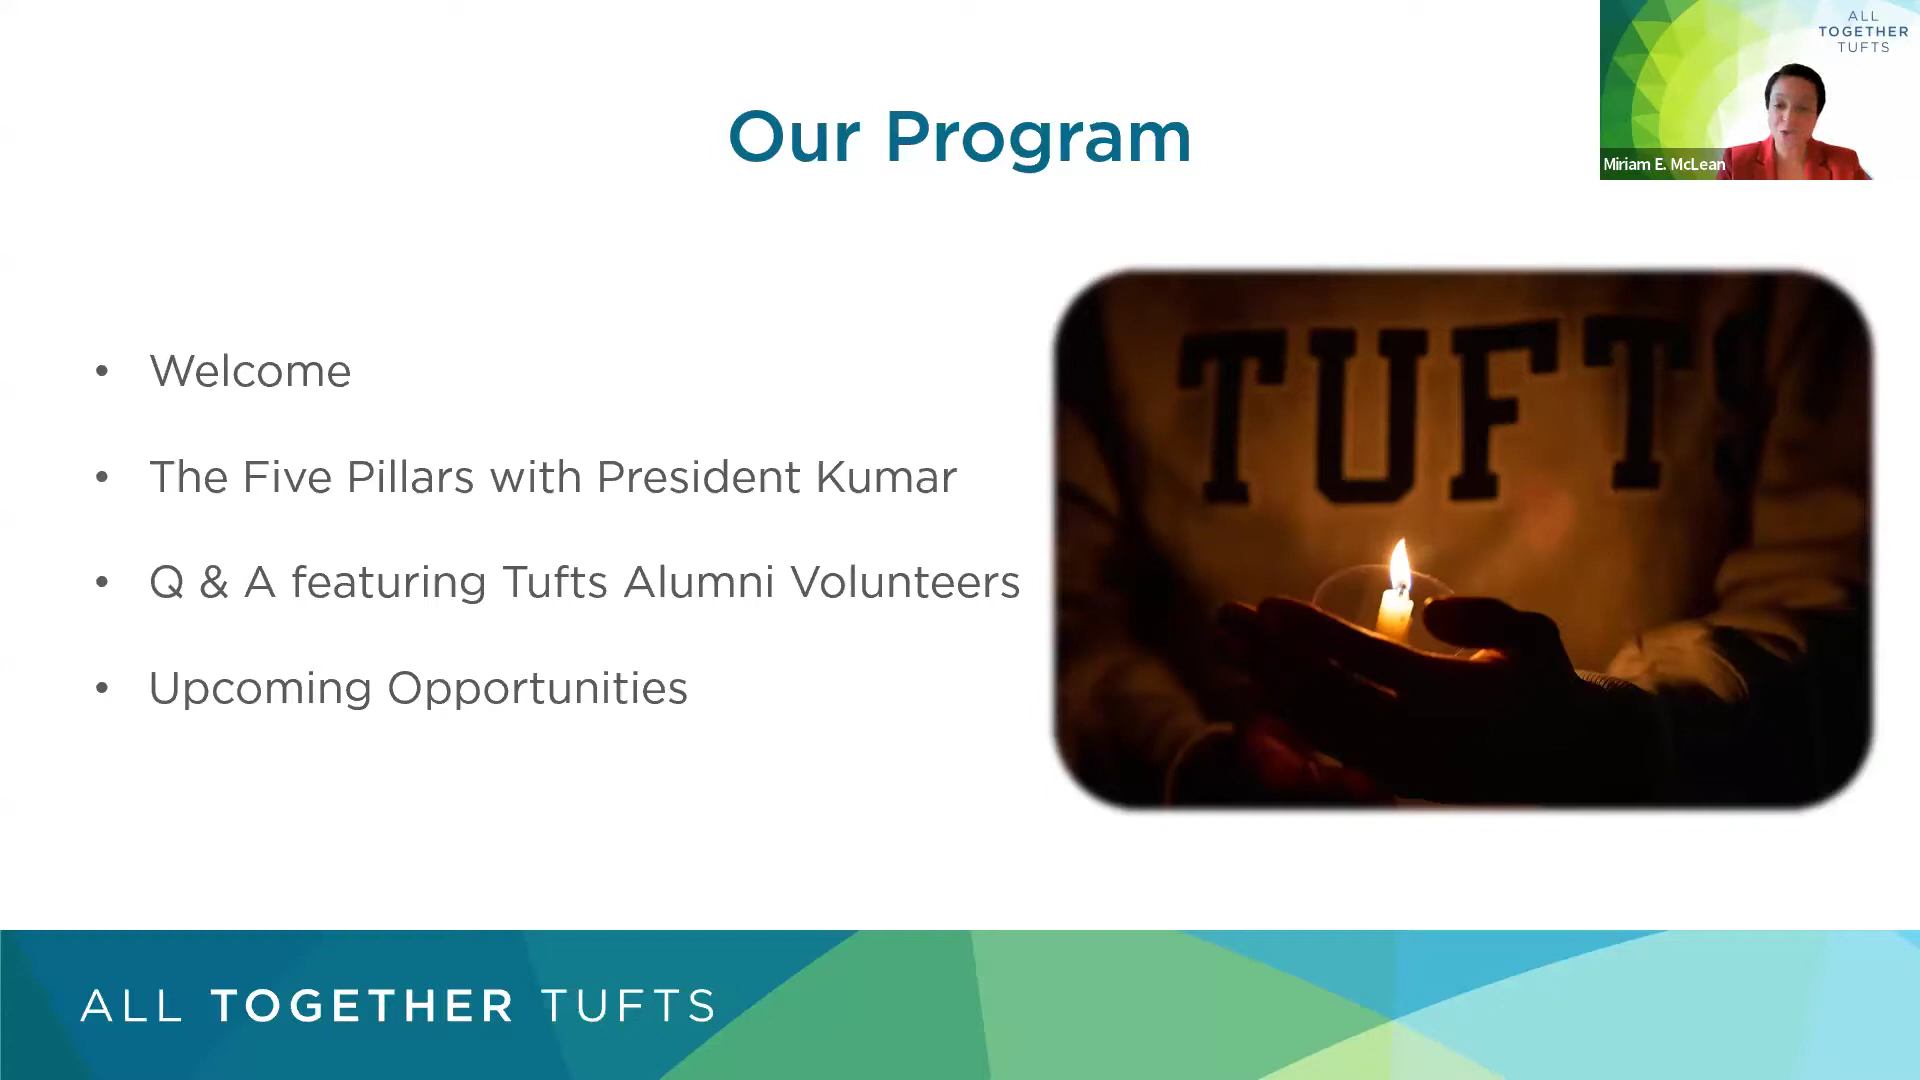 ALL
TOGETHER
TUFTS
Miriam E. McLean
Our Program
• Welcome
• The Five Pillars with President Kumar
• Q & A featuring Tufts Alumni Volunteers
• Upcoming Opportunities
TUFTS
ALL TOGETHER TUFTS